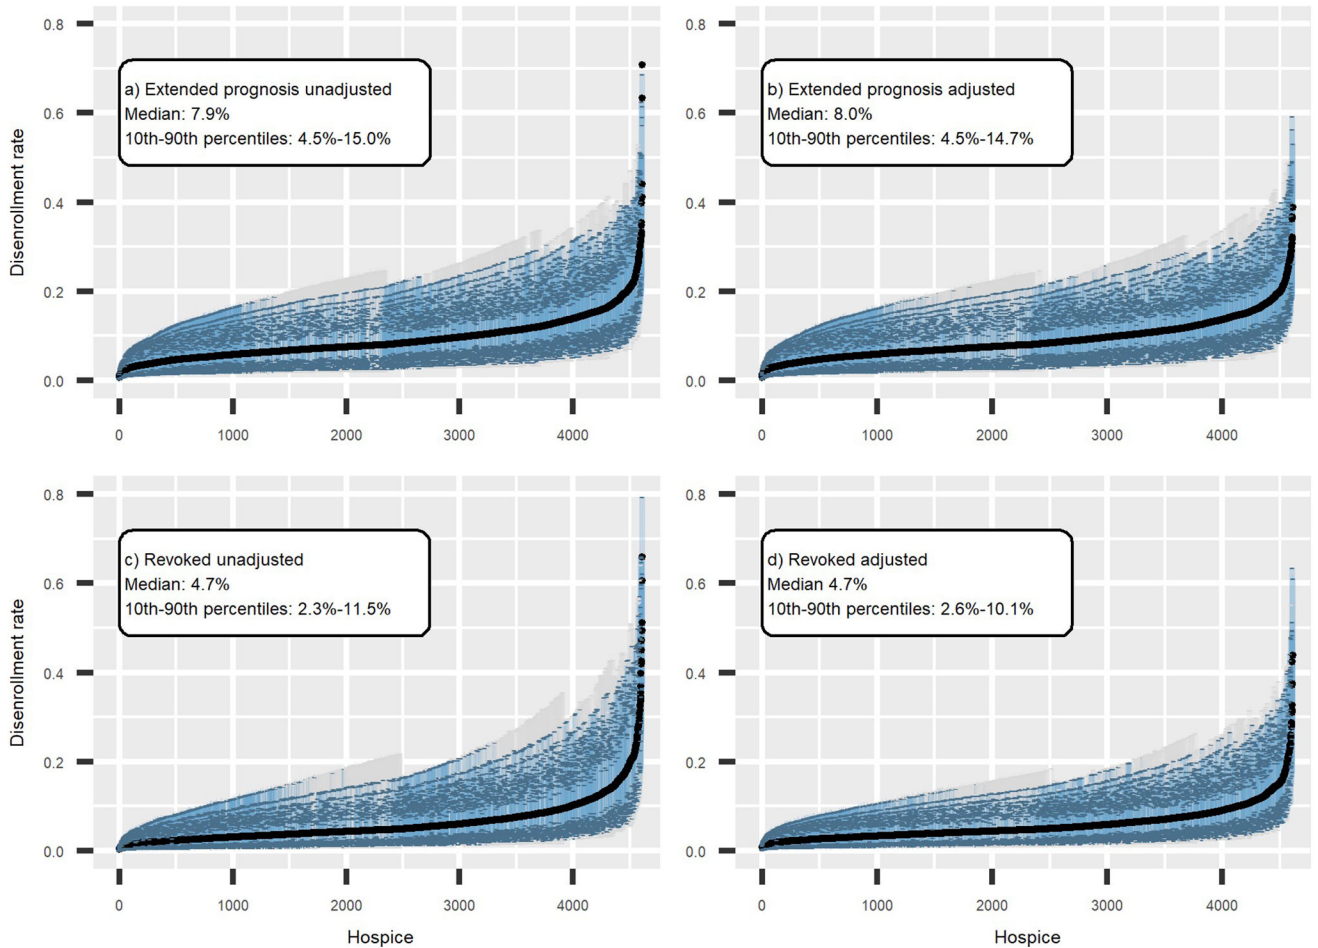 0.8
0.6
0.4
0.2
0.0
Disenrollment rate
a) Extended prognosis unadjusted
Median: 7.9%
10th-90th percentiles: 4.5%-15.0%
0 1000 2000 3000 4000
0.8
0.6
0.4
0.2
0.0
b) Extended prognosis adjusted
Median: 8.0%
10th-90th percentiles: 4.5%-14.7%
0 1000 2000 3000 4000
0.8
0.6
0.4
0.2
0.0
Disenrollment rate
c) Revoked unadjusted
Median: 4.7%
10th-90th percentiles: 2.3%-11.5%
0 1000 2000 3000 4000
Hospice
0.8
0.6
0.4
0.2
0.0
d) Revoked adjusted
Median 4.7%
10th-90th percentiles: 2.6%-10.1%
0 1000 2000 3000 4000
Hospice